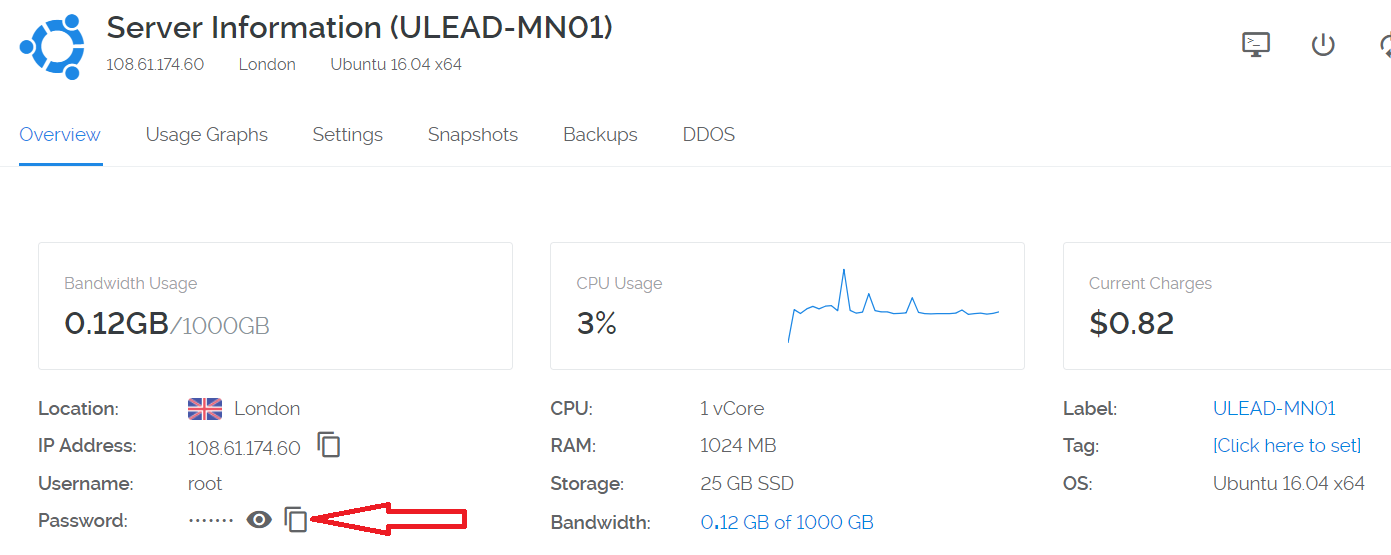 Server Information (ULEAD-MN01)
108.61.174.60 London Ubuntu 16.04 x64
Overview Usage Graphs Settings Snapshots Backups DDOS
Bandwidth Usage
0.12GB/1000GB
CPU Usage
3%
Current Charges
$0.82
Location: London
IP Address: 108.61.174.60
Username: root
Password: ·······
CPU: 1 vCore
RAM: 1024 MB
Storage: 25 GB SSD
Bandwidth: 0.12 GB of 1000 GB
Label: ULEAD-MN01
Tag: [Click here to set]
OS: Ubuntu 16.04 x64